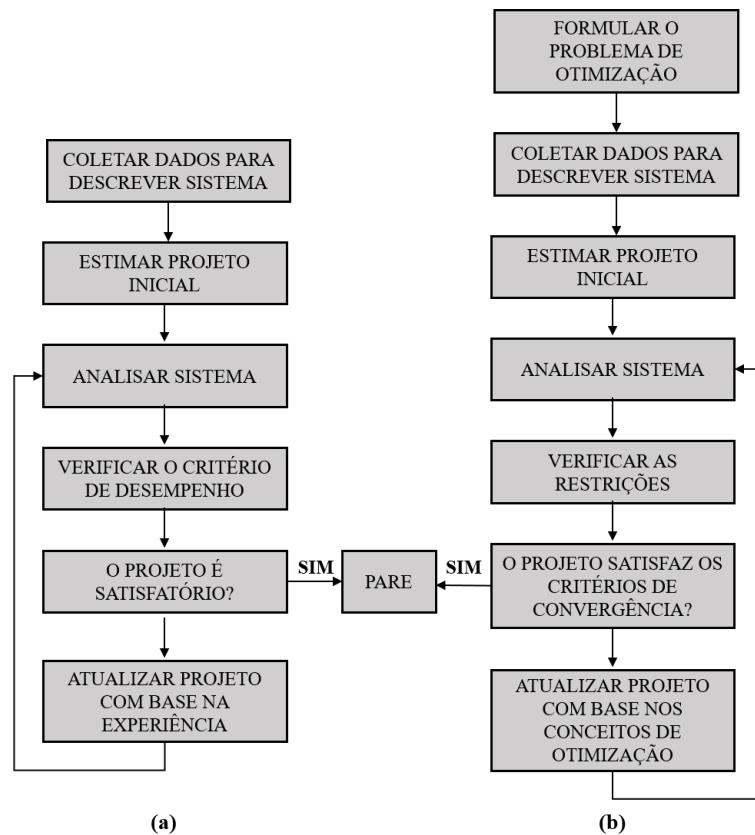 COLETAR DADOS PARA
DESCREVER SISTEMA
ESTIMAR PROJETO
INICIAL
ANALISAR SISTEMA
VERIFICAR O CRITÉRIO
DE DESEMPENHO
O PROJETO É
SATISFATÓRIO?
SIM
ATUALIZAR PROJETO
COM BASE NA
EXPERIÊNCIA
(a)
PARE
FORMULAR O
PROBLEMA DE
OTIMIZAÇÃO
COLETAR DADOS PARA
DESCREVER SISTEMA
ESTIMAR PROJETO
INICIAL
ANALISAR SISTEMA
VERIFICAR AS
RESTRIÇÕES
SIM
O PROJETO SATISFAZ OS
CRITÉRIOS DE
CONVERGÊNCIA?
ATUALIZAR PROJETO
COM BASE NOS
CONCEITOS DE
OTIMIZAÇÃO
(b)